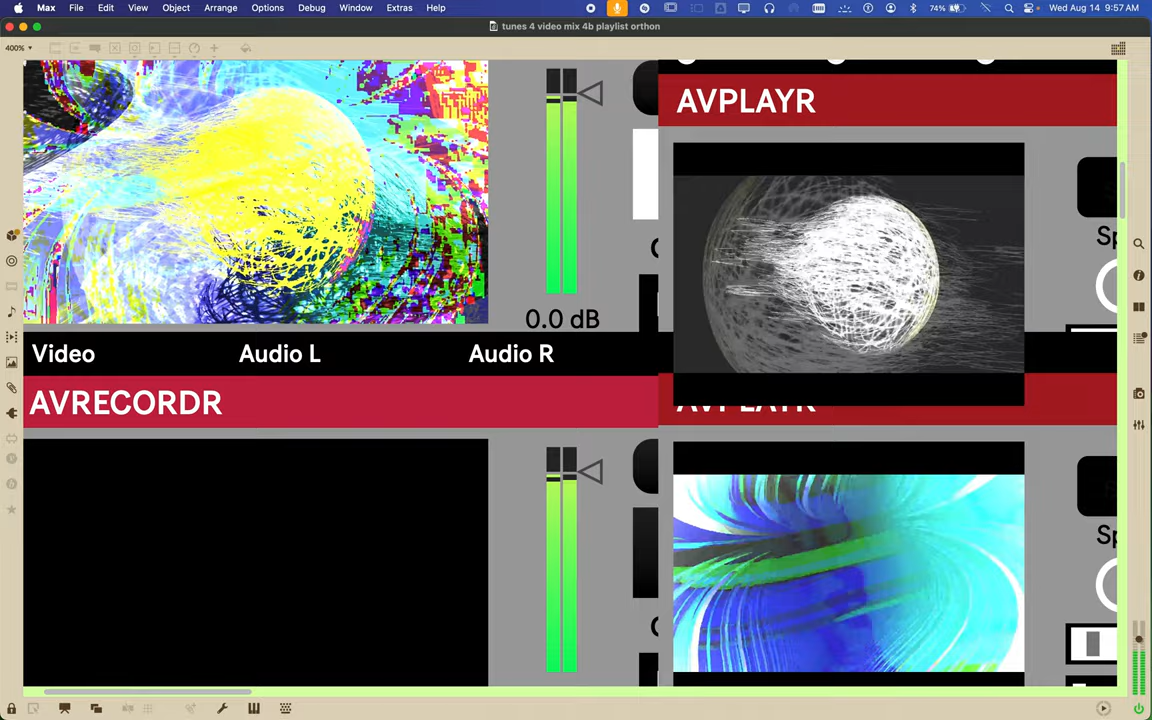 Max File Edit View Object Arrange Options Debug Window Extras Help
74% Wed Aug 14 9:57 AM
tunes 4 video mix 4b playlist orthon
400%
AVPLAYR
0.0 dB
Video Audio L Audio R
AVRECORDR
AVPLAYR